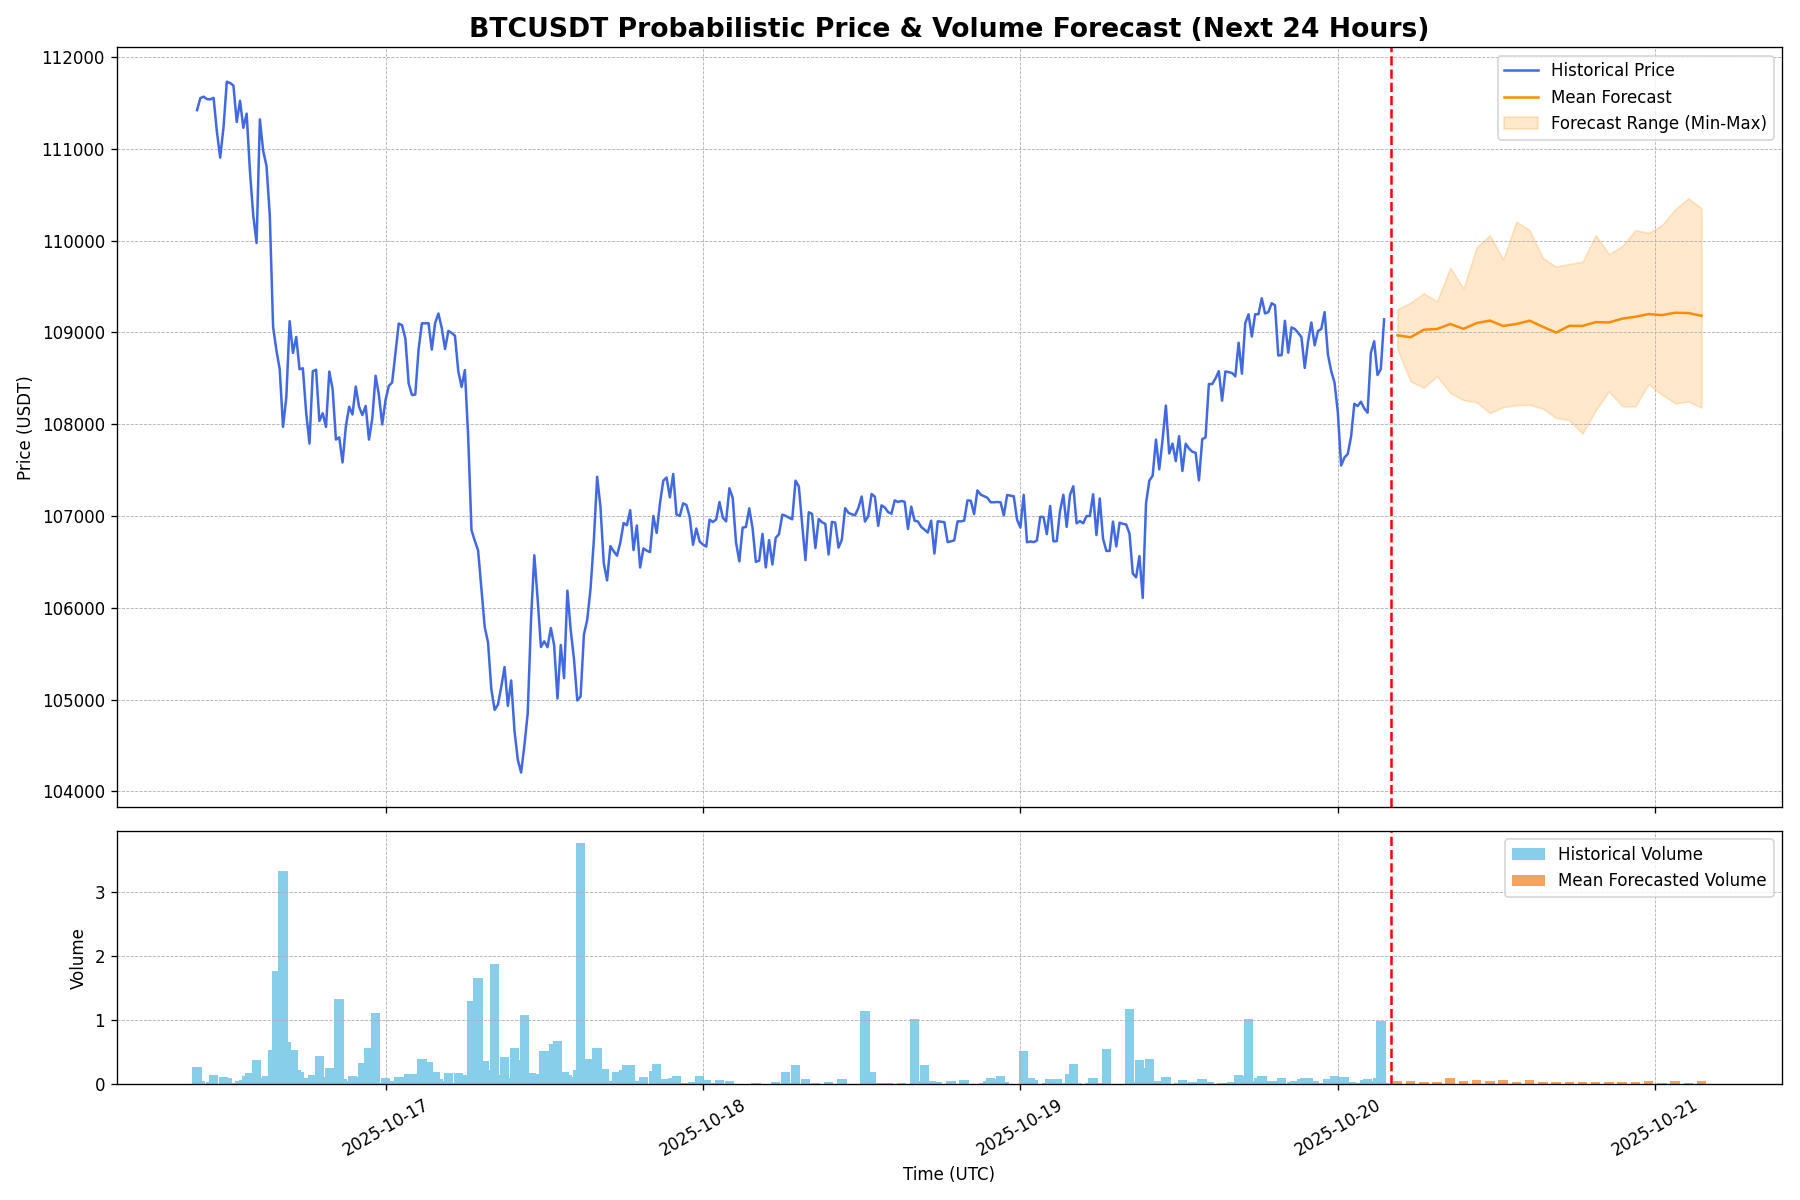 BTCUSDT Probabilistic Price & Volume Forecast (Next 24 Hours)
Historical Price
Mean Forecast
Forecast Range (Min-Max)
Price (USDT)
112000
111000
110000
109000
108000
107000
106000
105000
104000
Historical Volume
Mean Forecasted Volume
Volume
3
2
1
0
2025-10-17
2025-10-18
2025-10-19
2025-10-20
2025-10-21
Time (UTC)